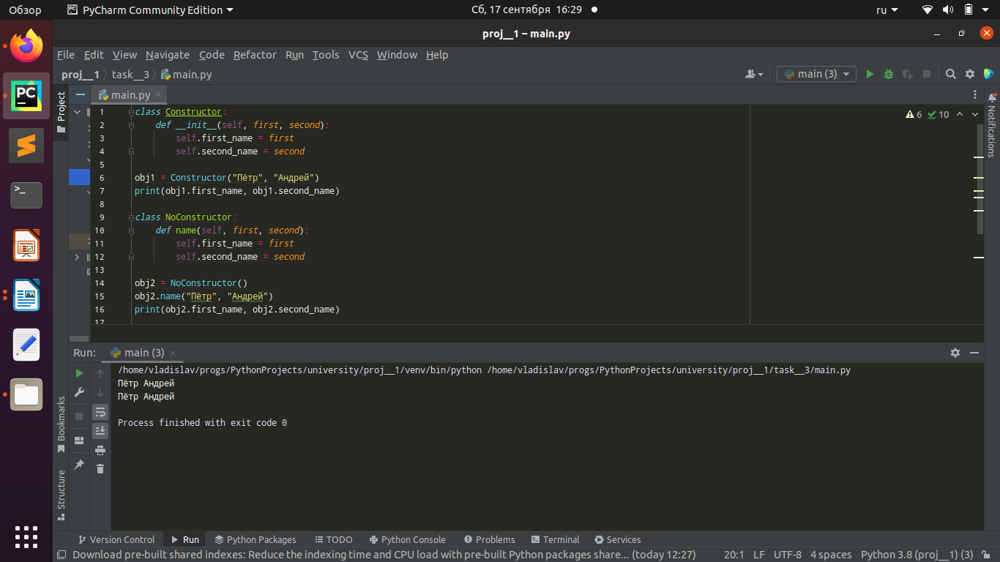 Обзор PyCharm Community Edition Сб, 17 сентября 16:29 ru
proj__1 – main.py
File Edit View Navigate Code Refactor Run Tools VCS Window Help
proj__1 task__3 main.py main (3)
Project main.py
Notifications
6 10
1 class Constructor:
2 def __init__(self, first, second):
3 self.first_name = first
4 self.second_name = second
5
6 obj1 = Constructor("Пётр", "Андрей")
7 print(obj1.first_name, obj1.second_name)
8
9 class NoConstructor:
10 def name(self, first, second):
11 self.first_name = first
12 self.second_name = second
13
14 obj2 = NoConstructor()
15 obj2.name("Пётр", "Андрей")
16 print(obj2.first_name, obj2.second_name)
17
Run: main (3)
/home/vladislav/progs/PythonProjects/university/proj__1/venv/bin/python /home/vladislav/progs/PythonProjects/university/proj__1/task__3/main.py
Пётр Андрей
Пётр Андрей
Process finished with exit code 0
Bookmarks
Structure
Version Control Run Python Packages TODO Python Console Problems Terminal Services
Download pre-built shared indexes: Reduce the indexing time and CPU load with pre-built Python packages share... (today 12:27) 20:1 LF UTF-8 4 spaces Python 3.8 (proj__1) (3)